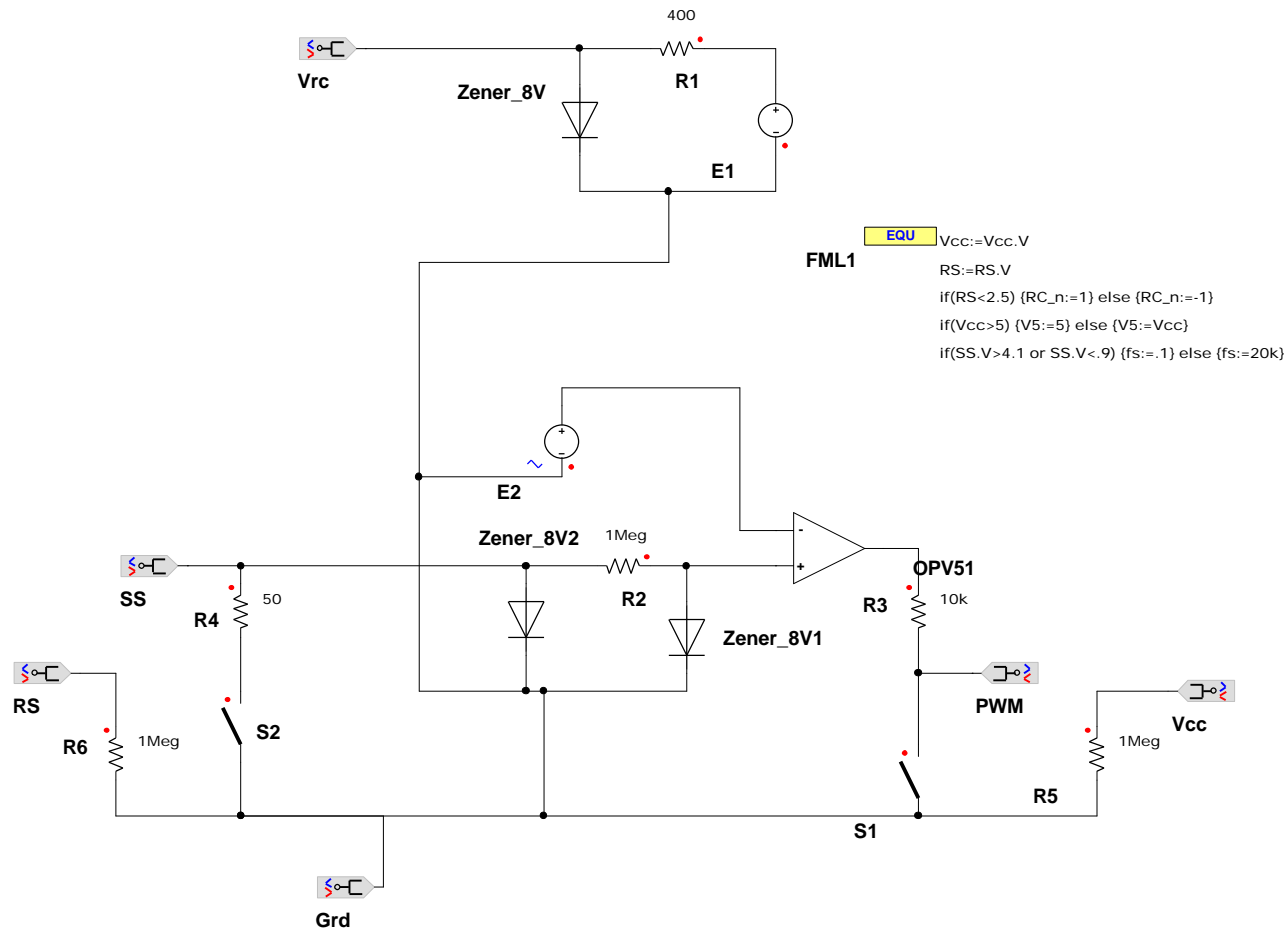 400
Vrc
R1
Zener_8V
E1
EQU
FML1
Vcc:=Vcc.V
RS:=RS.V
if(RS<2.5) {RC_n:=1} else {RC_n:=-1}
if(Vcc>5) {V5:=5} else {V5:=Vcc}
if(SS.V>4.1 or SS.V<.9) {fs:=.1} else {fs:=20k}
+
-
+
-
E2
Zener_8V2
1Meg
-
+
OPV51
SS
R2
R4
50
R3
10k
Zener_8V1
RS
PWM
Vcc
S2
R6
1Meg
1Meg
R5
S1
Grd